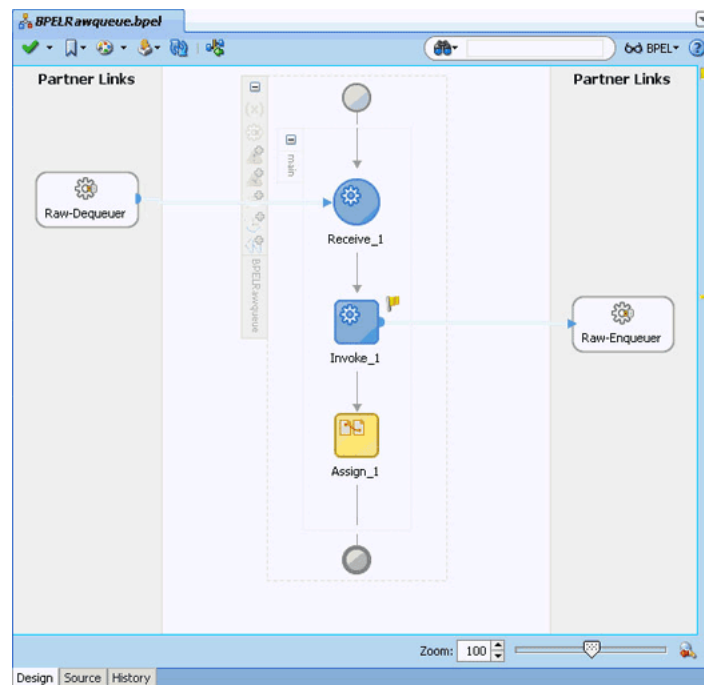 BPELRawqueue.bpel
BPEL
Partner Links
Partner Links
main
Raw-Dequeuer
Receive_1
BPELRawqueue
Invoke_1
Raw-Enqueuer
Assign_1
Zoom: 100
Design Source History